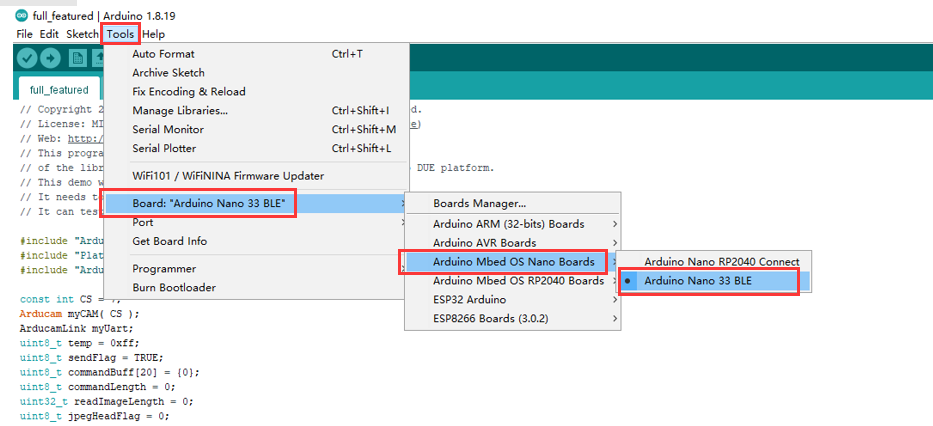 full_featured | Arduino 1.8.19
File Edit Sketch Tools Help
Auto Format Ctrl+T
Archive Sketch
Fix Encoding & Reload
Manage Libraries... Ctrl+Shift+I
Serial Monitor Ctrl+Shift+M
Serial Plotter Ctrl+Shift+L
WiFi101 / WiFiNINA Firmware Updater
Board: "Arduino Nano 33 BLE"
Port
Get Board Info
Programmer
Burn Bootloader
Boards Manager...
Arduino ARM (32-bits) Boards
Arduino AVR Boards
Arduino Mbed OS Nano Boards
Arduino Mbed OS RP2040 Boards
ESP32 Arduino
ESP8266 Boards (3.0.2)
Arduino Nano RP2040 Connect
Arduino Nano 33 BLE
full_featured
// Copyright 2 d.
// License: MI e)
// Web: http:/
// This progra
// of the libr DUE platform.
// This demo w
// It needs to
// It can tes
#include "Ardu
#include "Plat
#include "Ardu
const int CS =
Arducam myCAM( CS );
ArducamLink myUart;
uint8_t temp = 0xff;
uint8_t sendFlag = TRUE;
uint8_t commandBuff[20] = {0};
uint8_t commandLength = 0;
uint32_t readImageLength = 0;
uint8_t jpegHeadFlag = 0;